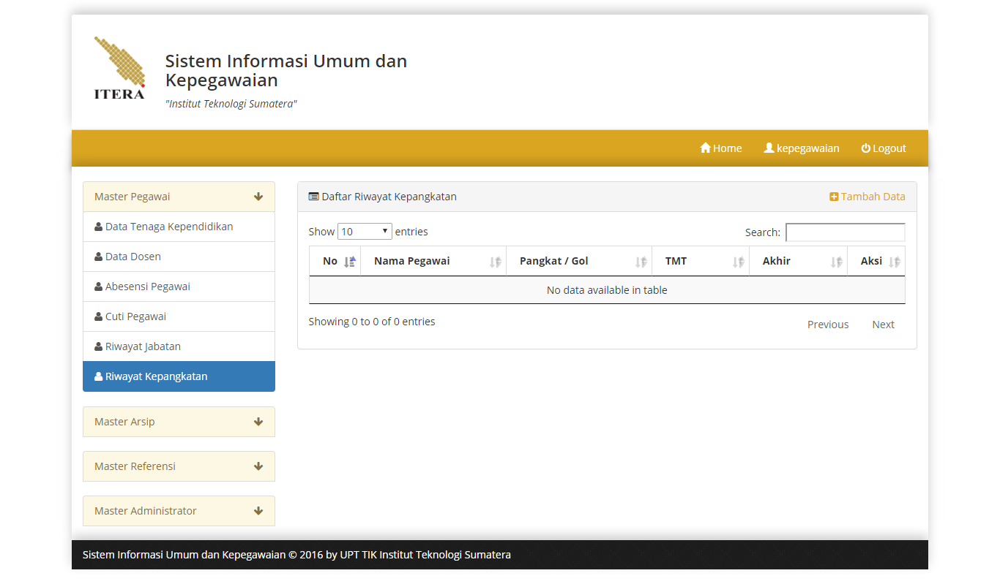 ITERA
Sistem Informasi Umum dan
Kepegawaian
"Institut Teknologi Sumatera"
Home kepegawaian Logout
Master Pegawai
Data Tenaga Kependidikan
Data Dosen
Abesensi Pegawai
Cuti Pegawai
Riwayat Jabatan
Riwayat Kepangkatan
Master Arsip
Master Referensi
Master Administrator
Daftar Riwayat Kepangkatan Tambah Data
Show 10 entries Search:
No Nama Pegawai Pangkat / Gol TMT Akhir Aksi
No data available in table
Showing 0 to 0 of 0 entries Previous Next
Sistem Informasi Umum dan Kepegawaian © 2016 by UPT TIK Institut Teknologi Sumatera